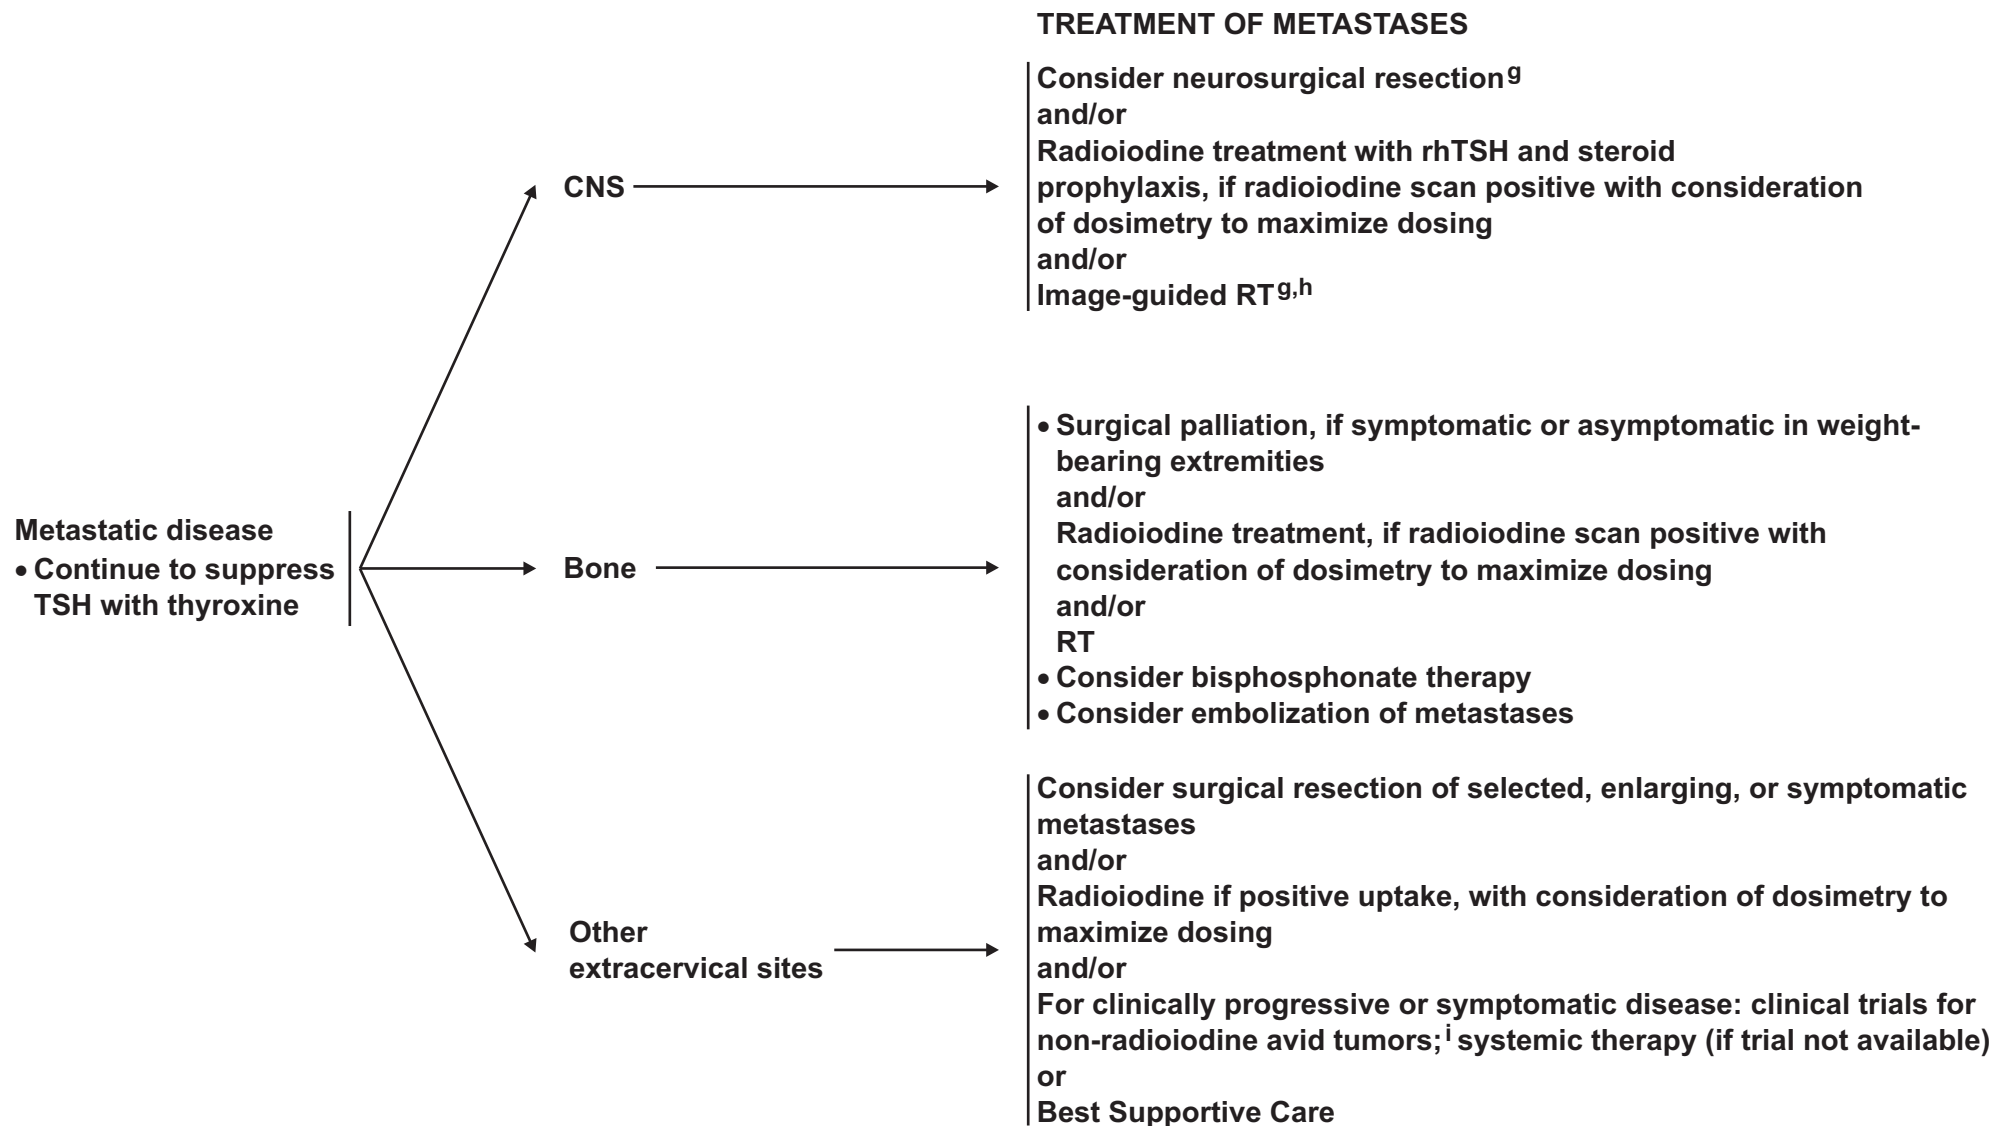 TREATMENT OF METASTASES
Metastatic disease
• Continue to suppress
TSH with thyroxine
CNS
Consider neurosurgical resection g
and/or
Radioiodine treatment with rhTSH and steroid
prophylaxis, if radioiodine scan positive with consideration
of dosimetry to maximize dosing
and/or
Image-guided RT g,h
Bone
• Surgical palliation, if symptomatic or asymptomatic in weight-
bearing extremities
and/or
Radioiodine treatment, if radioiodine scan positive with
consideration of dosimetry to maximize dosing
and/or
RT
• Consider bisphosphonate therapy
• Consider embolization of metastases
Other
extracervical sites
Consider surgical resection of selected, enlarging, or symptomatic
metastases
and/or
Radioiodine if positive uptake, with consideration of dosimetry to
maximize dosing
and/or
For clinically progressive or symptomatic disease: clinical trials for
non-radioiodine avid tumors; i systemic therapy (if trial not available)
or
Best Supportive Care